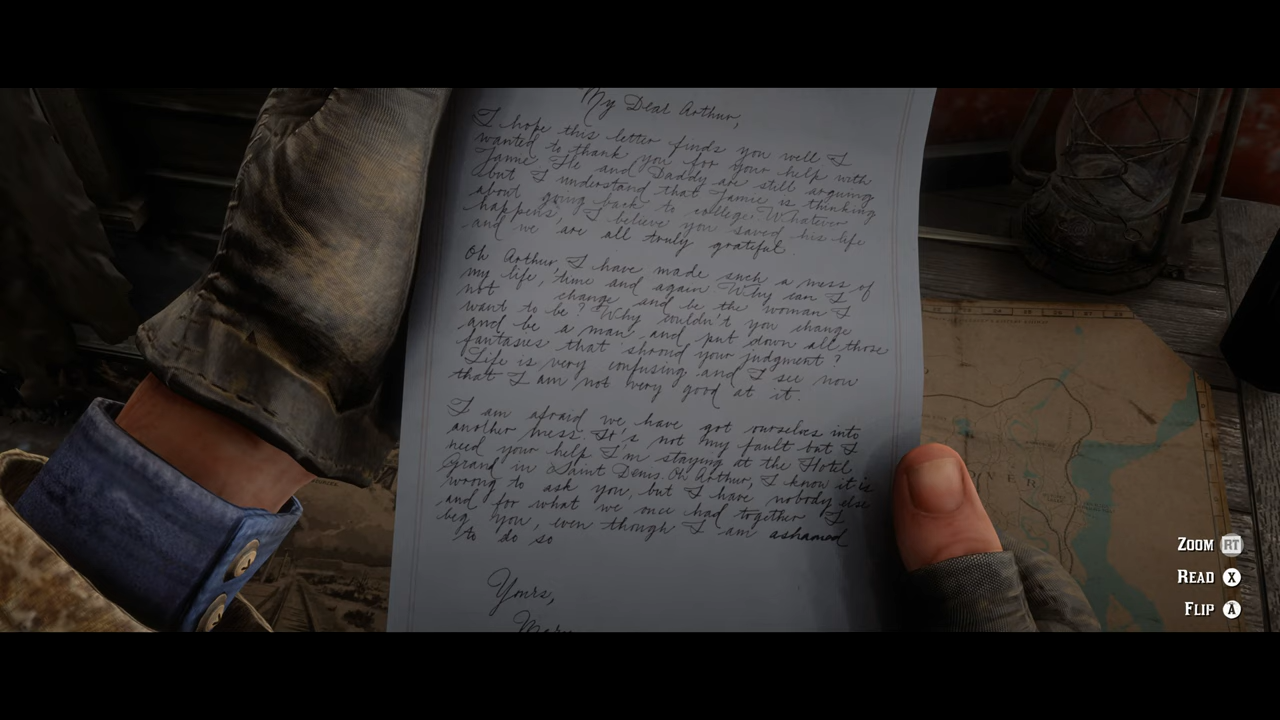 My Dear Arthur,
I hope this letter finds you well I
wanted to thank you for your help with
Jamie He and Daddy are still arguing
but I understand that Jamie is thinking
about going back to college. Whatever
happens, I believe you saved his life
and we are all truly grateful.
Oh Arthur, I have made such a mess of
my life, time and again Why can I
not change and be the woman I
want to be? Why couldn't you change
and be a man, and put down all those
fantasies that shroud your judgment?
Life is very confusing and I see now
that I am not very good at it.
I am afraid we have got ourselves into
another mess. It's not my fault but I
need your help I'm staying at the Hotel
Grand in Saint Denis. Oh Arthur, I know it is
wrong to ask you, but I have nobody else
and for what we once had together I
beg you, even though I am ashamed
to do so
Yours,
Mary
ZOOM RT
READ X
FLIP A